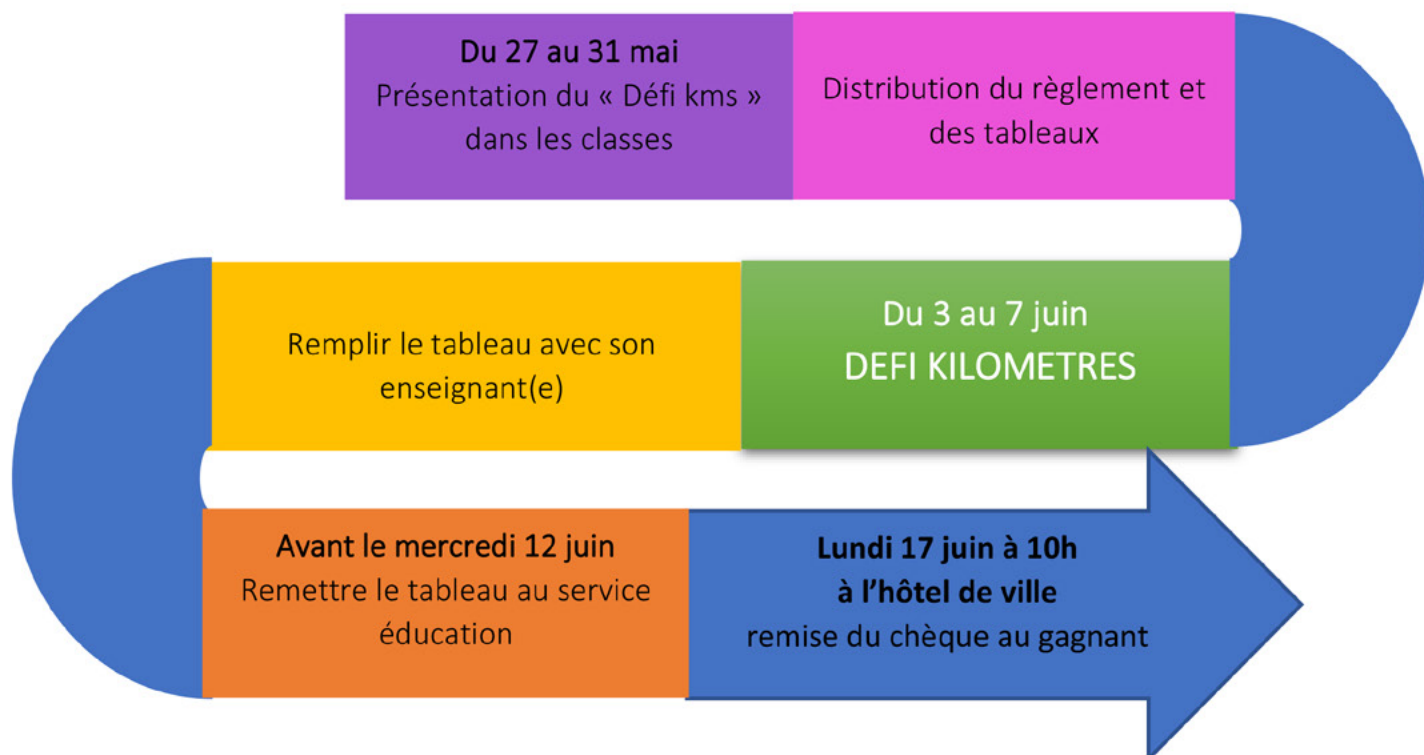 Du 27 au 31 mai
Présentation du « Défi kms »
dans les classes
Distribution du règlement et
des tableaux
Du 3 au 7 juin
DEFI KILOMETRES
Remplir le tableau avec son
enseignant(e)
Avant le mercredi 12 juin
Remettre le tableau au service
éducation
Lundi 17 juin à 10h
à l’hôtel de ville
remise du chèque au gagnant